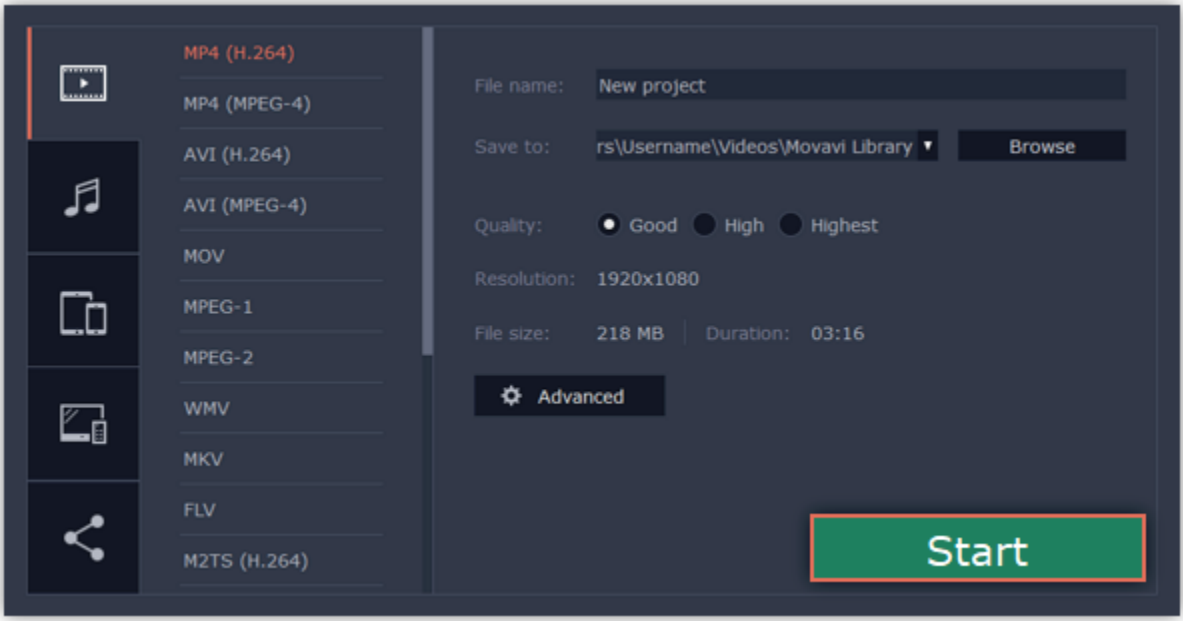 MP4 (H.264)
MP4 (MPEG-4)
AVI (H.264)
AVI (MPEG-4)
MOV
MPEG-1
MPEG-2
WMV
MKV
FLV
M2TS (H.264)
File name: New project
Save to: rs\Username\Videos\Movavi Library Browse
Quality: Good High Highest
Resolution: 1920x1080
File size: 218 MB Duration: 03:16
Advanced
Start